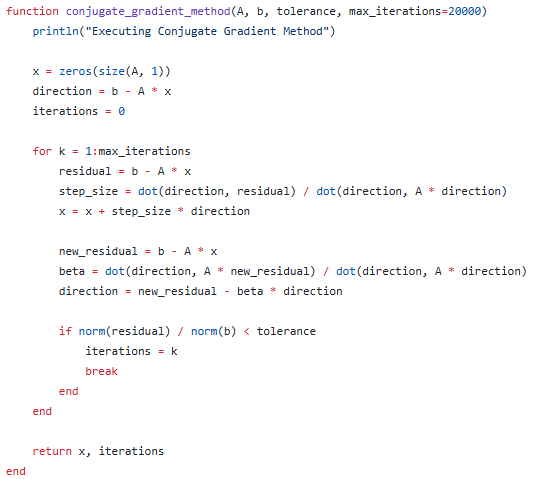 function conjugate_gradient_method(A, b, tolerance, max_iterations=20000)
    println("Executing Conjugate Gradient Method")

    x = zeros(size(A, 1))
    direction = b - A * x
    iterations = 0

    for k = 1:max_iterations
        residual = b - A * x
        step_size = dot(direction, residual) / dot(direction, A * direction)
        x = x + step_size * direction

        new_residual = b - A * x
        beta = dot(direction, A * new_residual) / dot(direction, A * direction)
        direction = new_residual - beta * direction

        if norm(residual) / norm(b) < tolerance
            iterations = k
            break
        end
    end

    return x, iterations
end